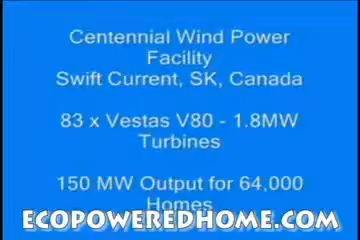 Centennial Wind Power
Facility
Swift Current, SK, Canada
83 x Vestas V80 - 1.8MW
Turbines
150 MW Output for 64,000
Homes
ECOPOWEREDHOME.COM